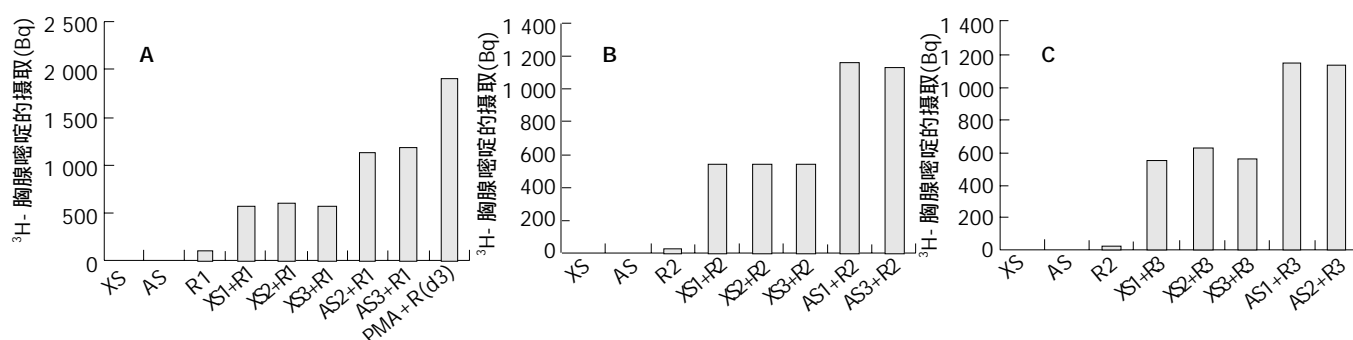 ³H- 胸腺嘧啶的摄取(Bq)
A
2 500
2 000
1 500
1 000
500
0
XS
AS
R1
XS1+R1
XS2+R1
XS3+R1
AS2+R1
AS3+R1
PMA+R(d3)
³H- 胸腺嘧啶的摄取(Bq)
B
1 400
1 200
1 000
800
600
400
200
0
XS
AS
R2
XS1+R2
XS2+R2
XS3+R2
AS1+R2
AS3+R2
³H- 胸腺嘧啶的摄取(Bq)
C
1 400
1 200
1 000
800
600
400
200
0
XS
AS
R2
XS1+R3
XS2+R3
XS3+R3
AS1+R3
AS2+R3